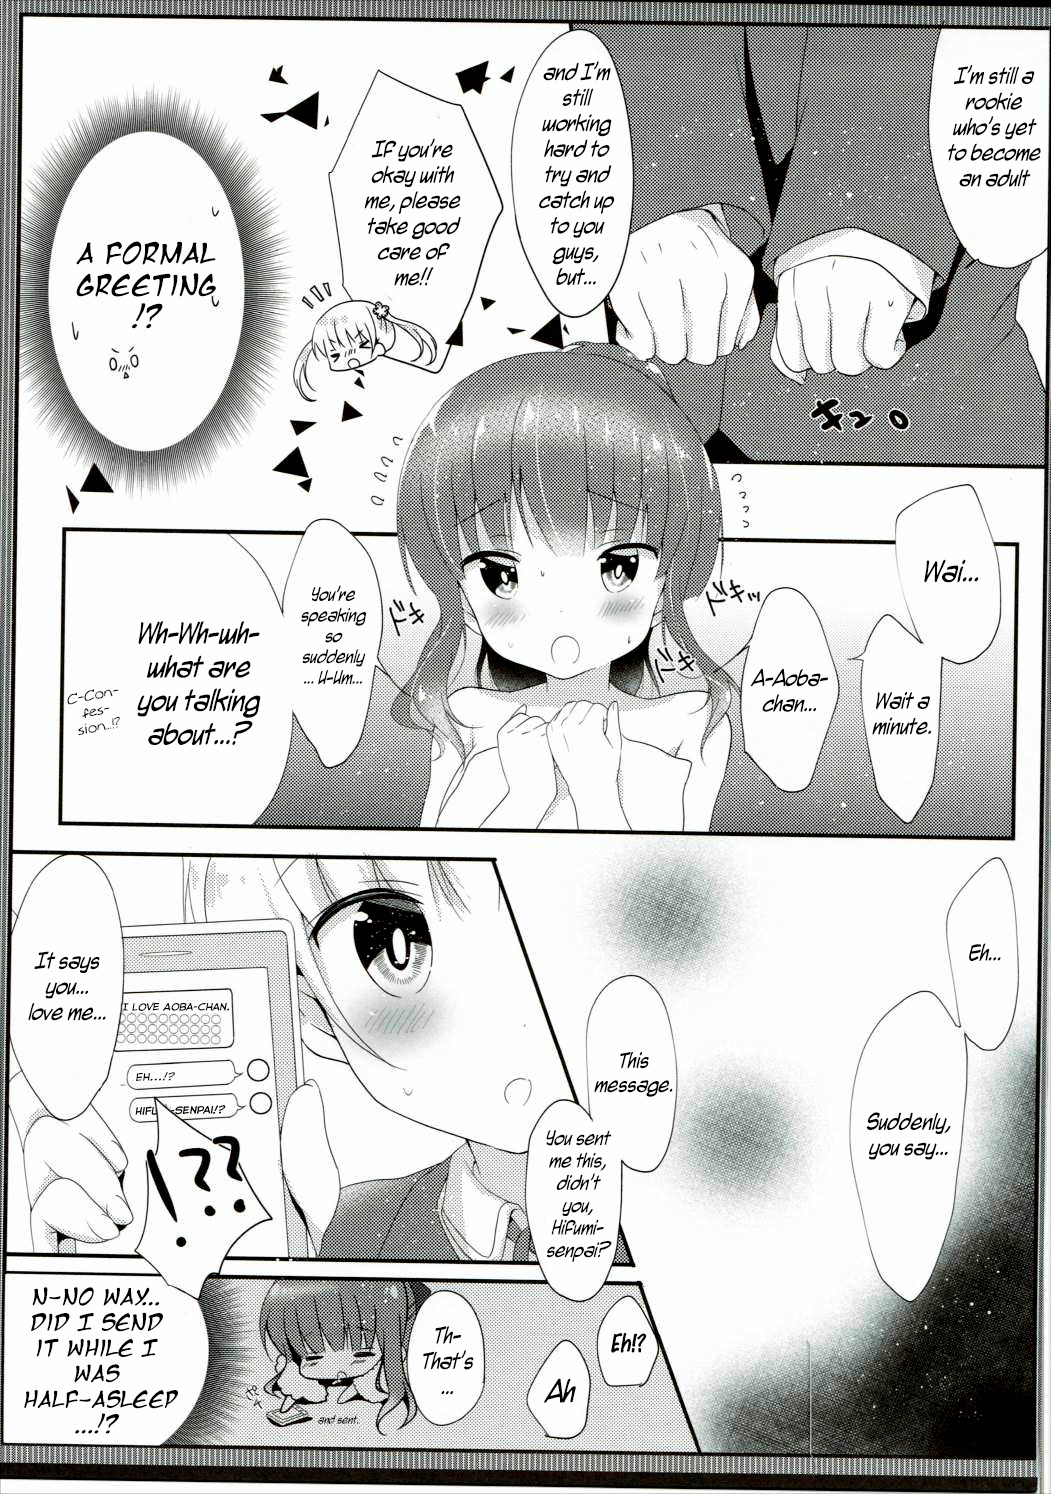 I'm still a
rookie
who's yet
to become
an adult
and I'm
still
working
hard to
try and
catch up
to you
guys,
but...
If you're
okay with
me, please
take good
care of
me!!
A FORMAL
GREETING
!?
Wai...
Wait a
minute.
A-Aoba-
chan...
You're
speaking
so
suddenly
... U-Um...
Wh-Wh-wh-
what are
you talking
about...?
C-Con-
fes-
sion...!?
ドキ
ドキッ
ドキ
Eh...
Suddenly,
you say...
This
message.
You sent
me this,
didn't
you,
Hifumi-
senpai?
It says
you...
love me...
I LOVE AOBA-CHAN.
EH...!?
HIFU -SENPAI!?
!??
Eh!?
Ah
Th-
That's
...
and sent.
N-NO WAY...
DID I SEND
IT WHILE I
WAS
HALF-ASLEEP
....!?